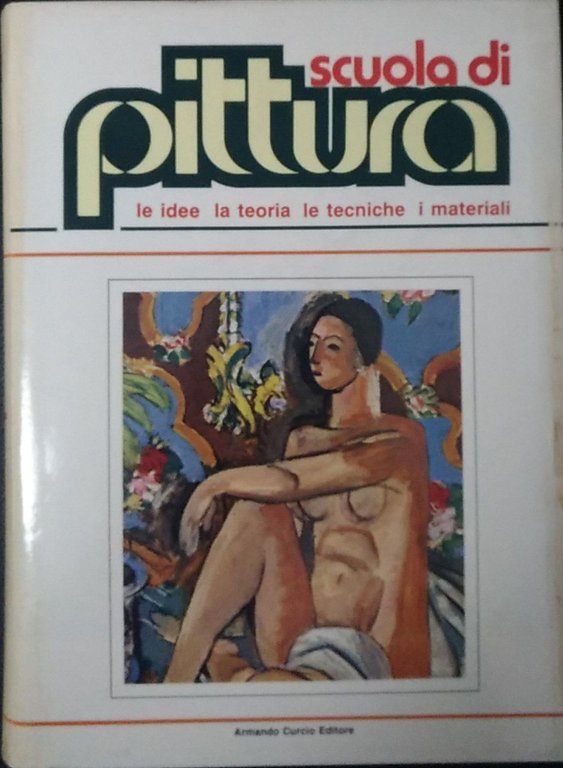 scuola di
pittura
le idee la teoria le tecniche i materiali
Armando Curcio Editore